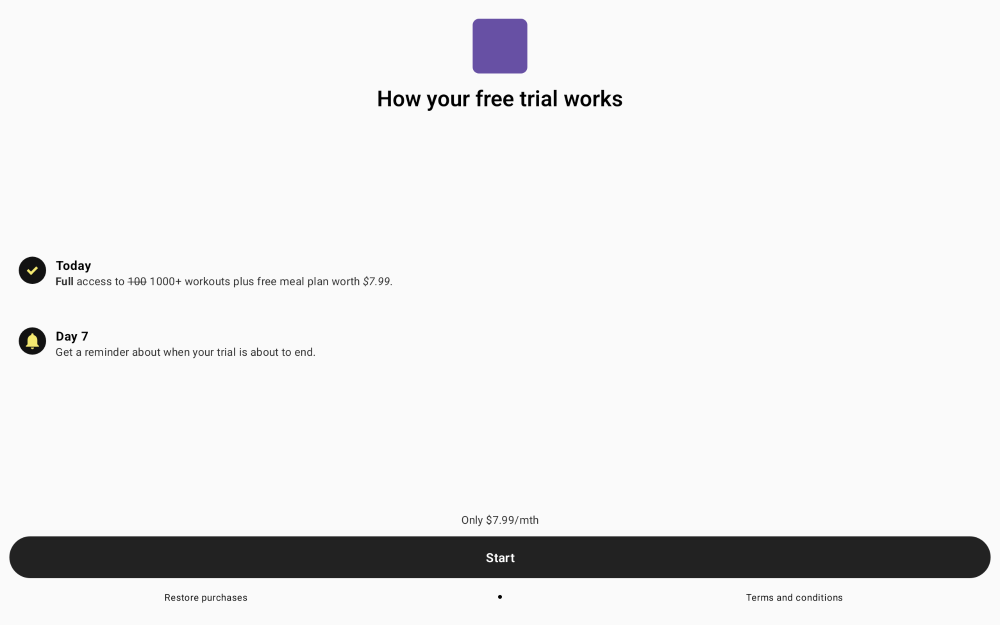 How your free trial works
Today
Full access to 100 1000+ workouts plus free meal plan worth $7.99.
Day 7
Get a reminder about when your trial is about to end.
Only $7.99/mth
Start
Restore purchases
•
Terms and conditions